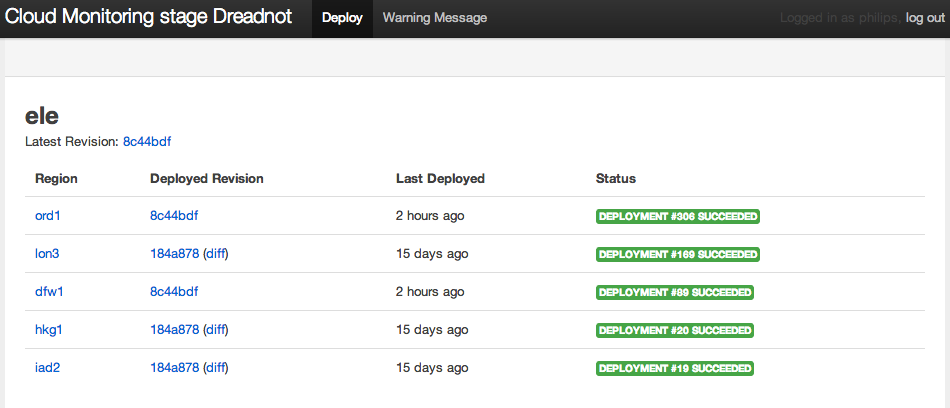 Cloud Monitoring stage Dreadnot Deploy Warning Message Logged in as philips, log out
ele
Latest Revision: 8c44bdf
Region Deployed Revision Last Deployed Status
ord1 8c44bdf 2 hours ago DEPLOYMENT #306 SUCCEEDED
lon3 184a878 (diff) 15 days ago DEPLOYMENT #169 SUCCEEDED
dfw1 8c44bdf 2 hours ago DEPLOYMENT #89 SUCCEEDED
hkg1 184a878 (diff) 15 days ago DEPLOYMENT #20 SUCCEEDED
iad2 184a878 (diff) 15 days ago DEPLOYMENT #19 SUCCEEDED